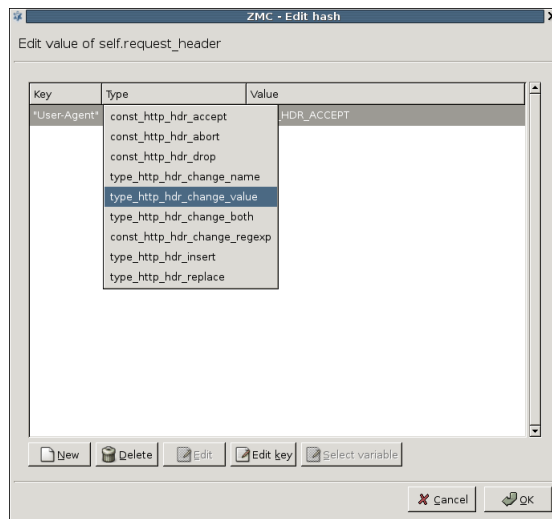 ZMC - Edit hash
Edit value of self.request_header
Key Type Value
"User-Agent" HDR_ACCEPT
const_http_hdr_accept
const_http_hdr_abort
const_http_hdr_drop
type_http_hdr_change_name
type_http_hdr_change_value
type_http_hdr_change_both
const_http_hdr_change_regexp
type_http_hdr_insert
type_http_hdr_replace
New Delete Edit Edit key Select variable
Cancel OK